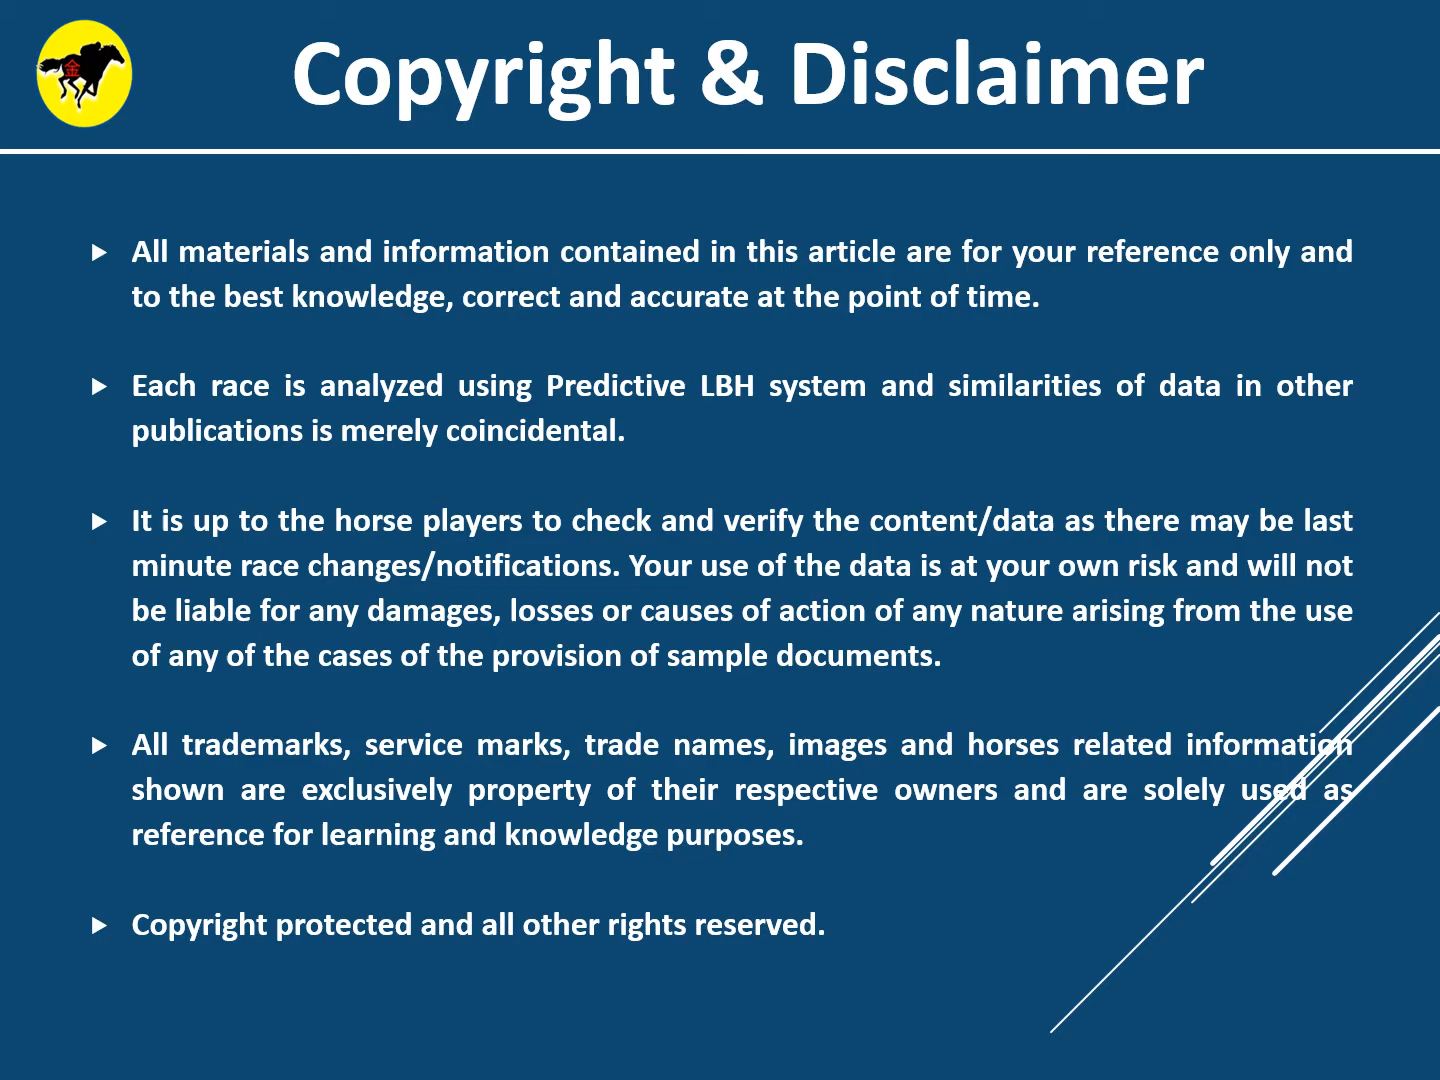 Copyright & Disclaimer
金
All materials and information contained in this article are for your reference only and
to the best knowledge, correct and accurate at the point of time.
Each race is analyzed using Predictive LBH system and similarities of data in other
publications is merely coincidental.
It is up to the horse players to check and verify the content/data as there may be last
minute race changes/notifications. Your use of the data is at your own risk and will not
be liable for any damages, losses or causes of action of any nature arising from the use
of any of the cases of the provision of sample documents.
All trademarks, service marks, trade names, images and horses related information
shown are exclusively property of their respective owners and are solely used as
reference for learning and knowledge purposes.
Copyright protected and all other rights reserved.